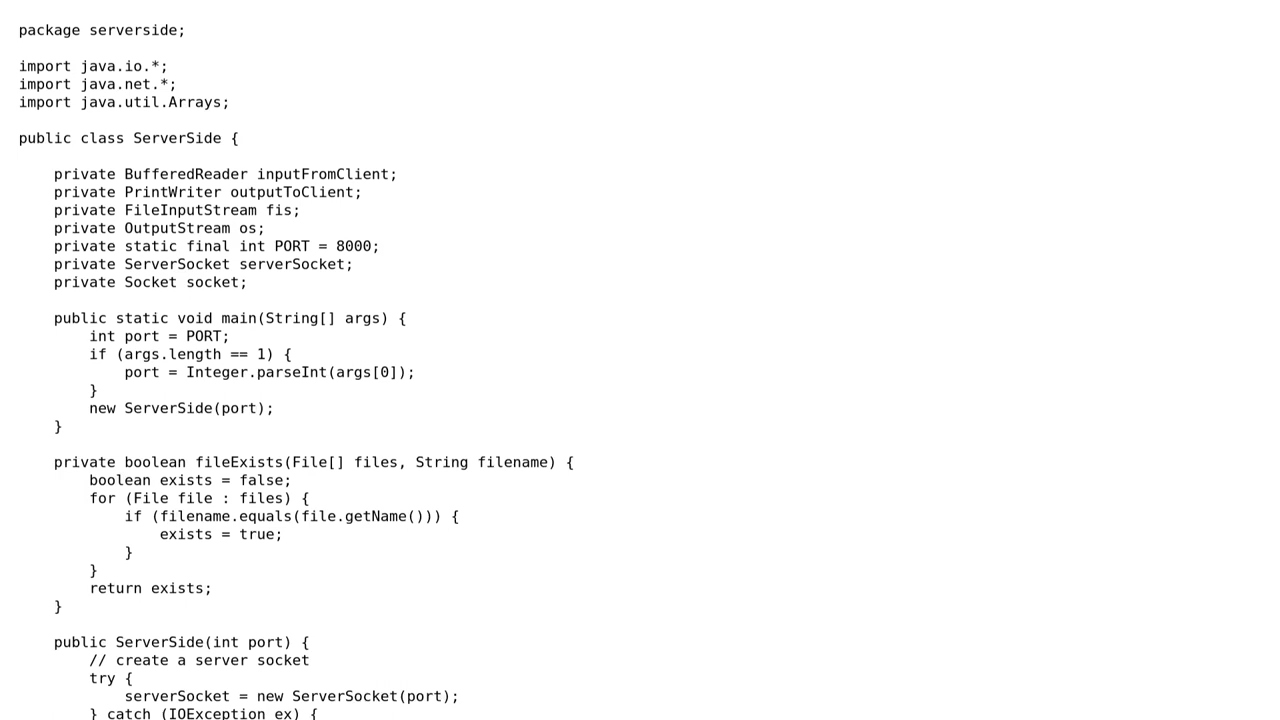 package serverside;

import java.io.*;
import java.net.*;
import java.util.Arrays;

public class ServerSide {

    private BufferedReader inputFromClient;
    private PrintWriter outputToClient;
    private FileInputStream fis;
    private OutputStream os;
    private static final int PORT = 8000;
    private ServerSocket serverSocket;
    private Socket socket;

    public static void main(String[] args) {
        int port = PORT;
        if (args.length == 1) {
            port = Integer.parseInt(args[0]);
        }
        new ServerSide(port);
    }

    private boolean fileExists(File[] files, String filename) {
        boolean exists = false;
        for (File file : files) {
            if (filename.equals(file.getName())) {
                exists = true;
            }
        }
        return exists;
    }

    public ServerSide(int port) {
        // create a server socket
        try {
            serverSocket = new ServerSocket(port);
        } catch (IOException ex) {